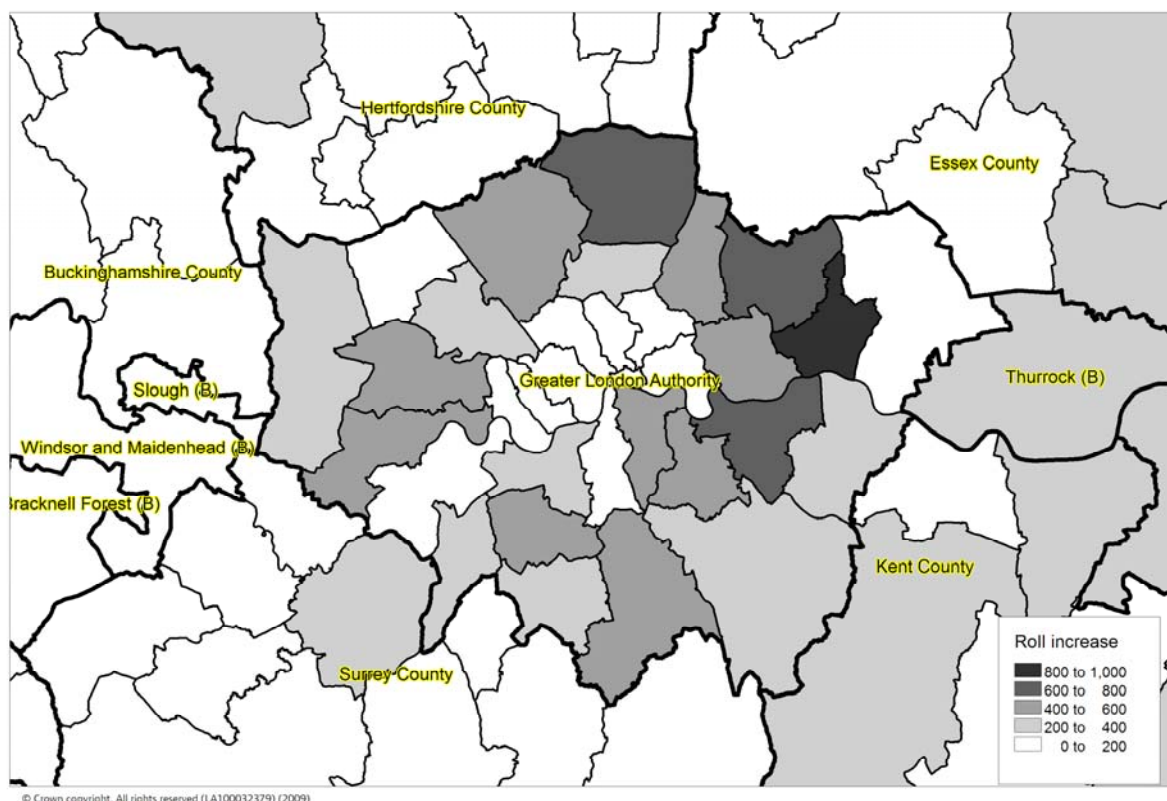 Hertfordshire County
Essex County
Buckinghamshire County
Slough (B)
Greater London Authority
Thurrock (B)
Windsor and Maidenhead (B)
Bracknell Forest (B)
Kent County
Surrey County
Roll increase
800 to 1,000
600 to 800
400 to 600
200 to 400
0 to 200
© Crown copyright. All rights reserved (LA100032379) (2009)